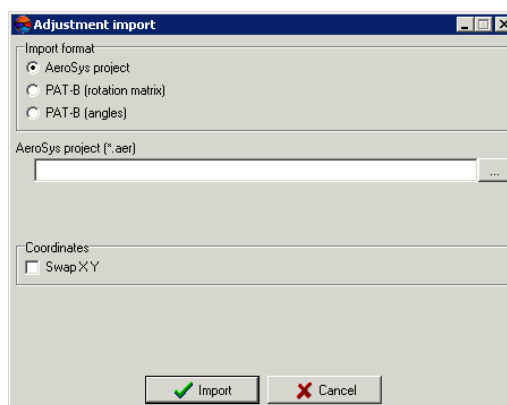 Adjustment import
Import format
AeroSys project
PAT-B (rotation matrix)
PAT-B (angles)
AeroSys project (*.aer)
...
Coordinates
Swap X Y
Import
Cancel